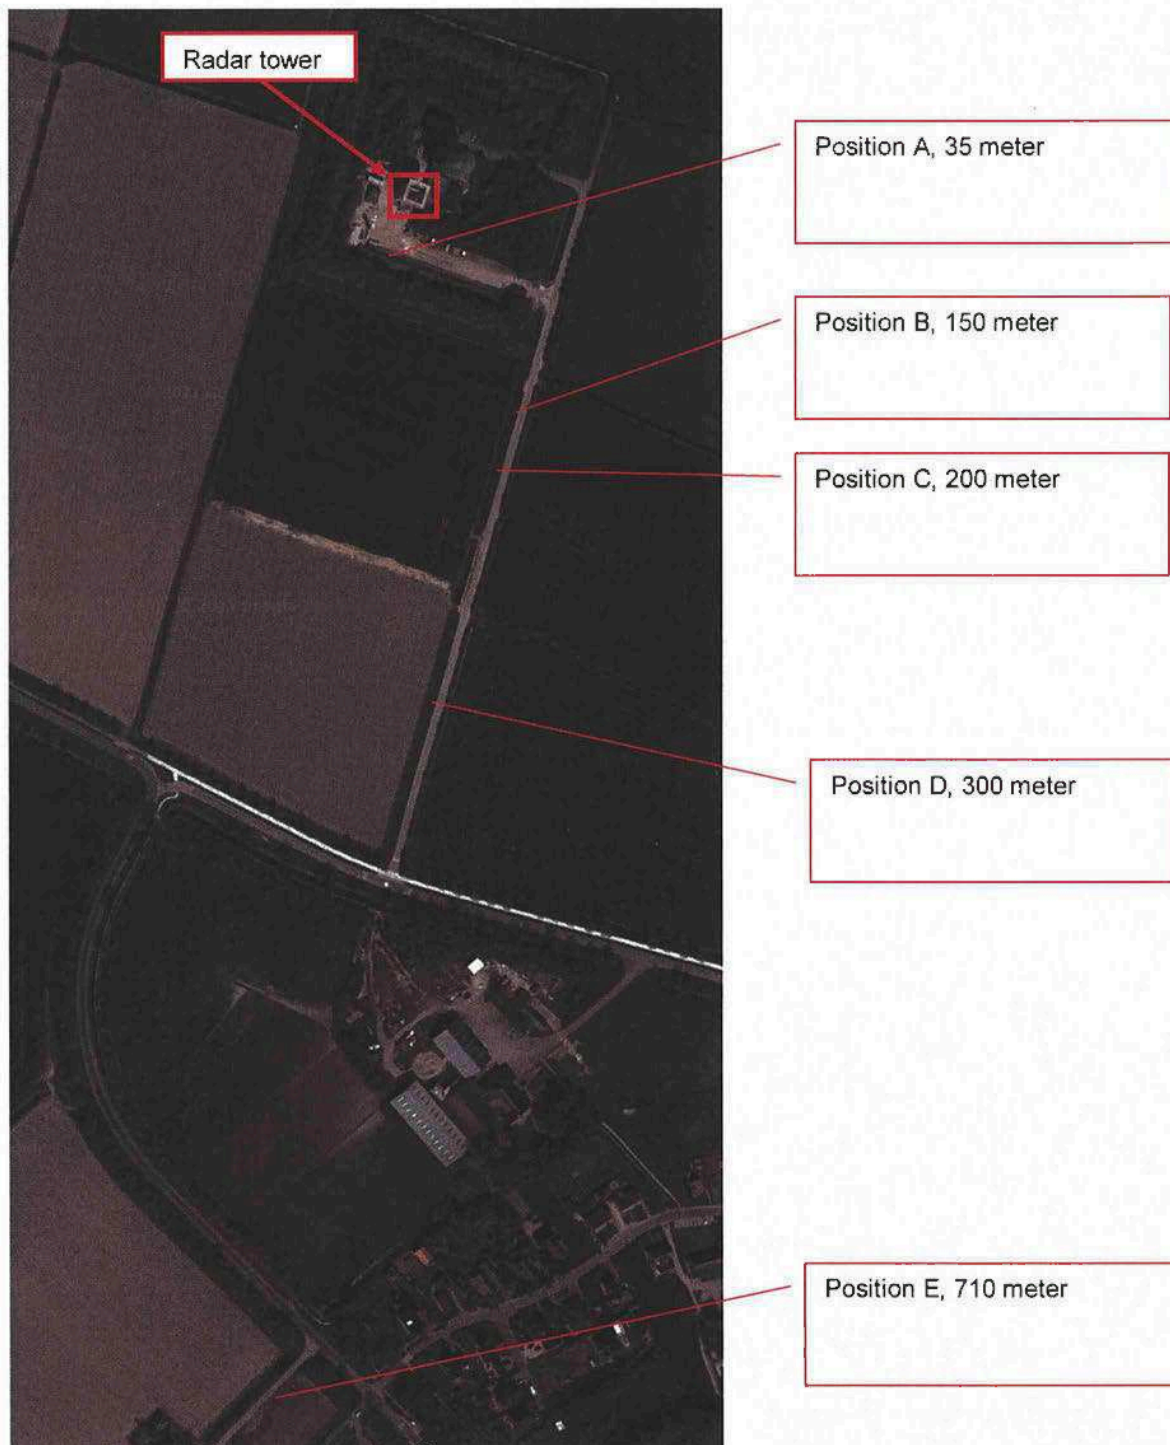 Radar tower
Position A, 35 meter
Position B, 150 meter
Position C, 200 meter
Position D, 300 meter
Position E, 710 meter